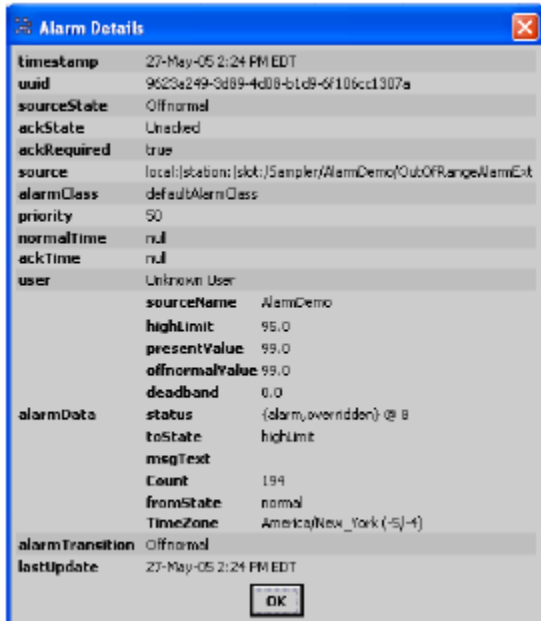 Alarm Details
timestamp 27-May-05 2:24 PM EDT
uuid 9623a249-3d89-4d08-b1d9-6f106cc1307a
sourceState Offnormal
ackState Unacked
ackRequired true
source local:|station:|slot:/Sampler/AlarmDemo/OutOfRangeAlarmExt
alarmClass defaultAlarmClass
priority 50
normalTime null
ackTime null
user Unknown User
sourceName AlarmDemo
highLimit 95.0
presentValue 99.0
offnormalValue 99.0
deadband 0.0
alarmData status {alarm,overridden} @ 8
toState highLimit
msgText
Count 194
fromState normal
TimeZone America/New_York (-5/-4)
alarmTransition Offnormal
lastUpdate 27-May-05 2:24 PM EDT
OK